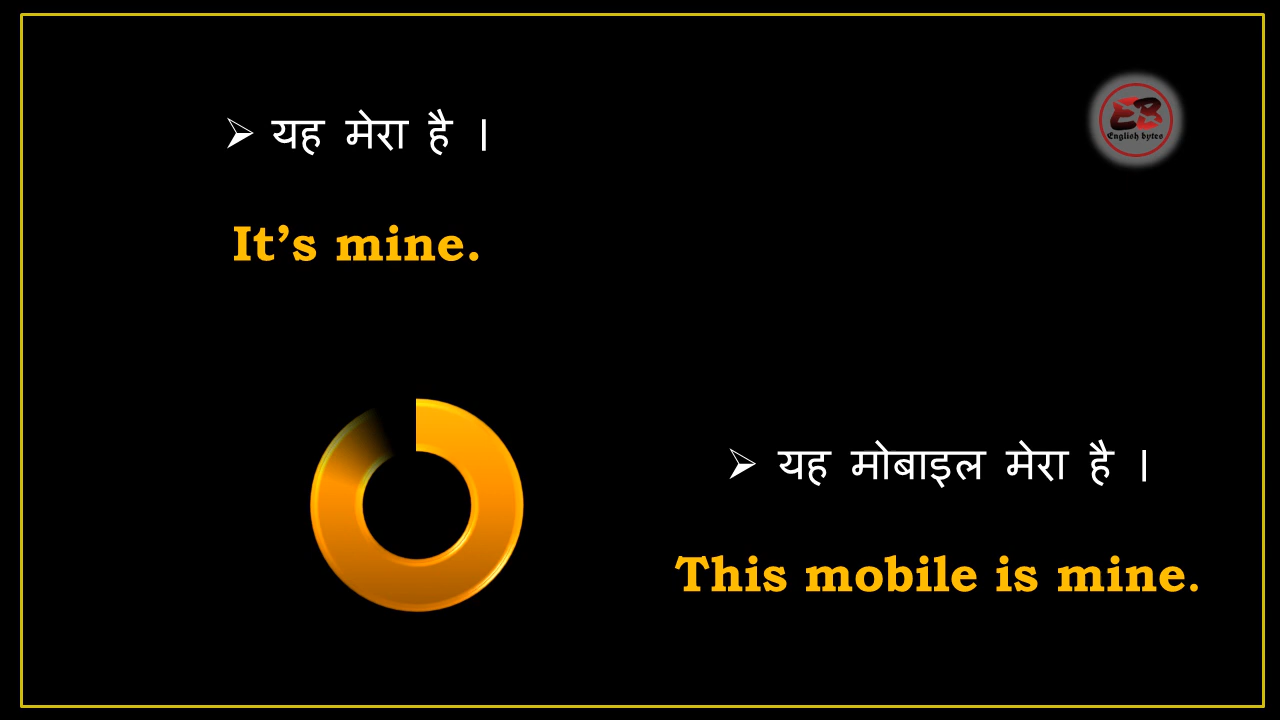 ➢ यह मेरा है ।
EB
English bytes
It’s mine.
➢ यह मोबाइल मेरा है ।
This mobile is mine.